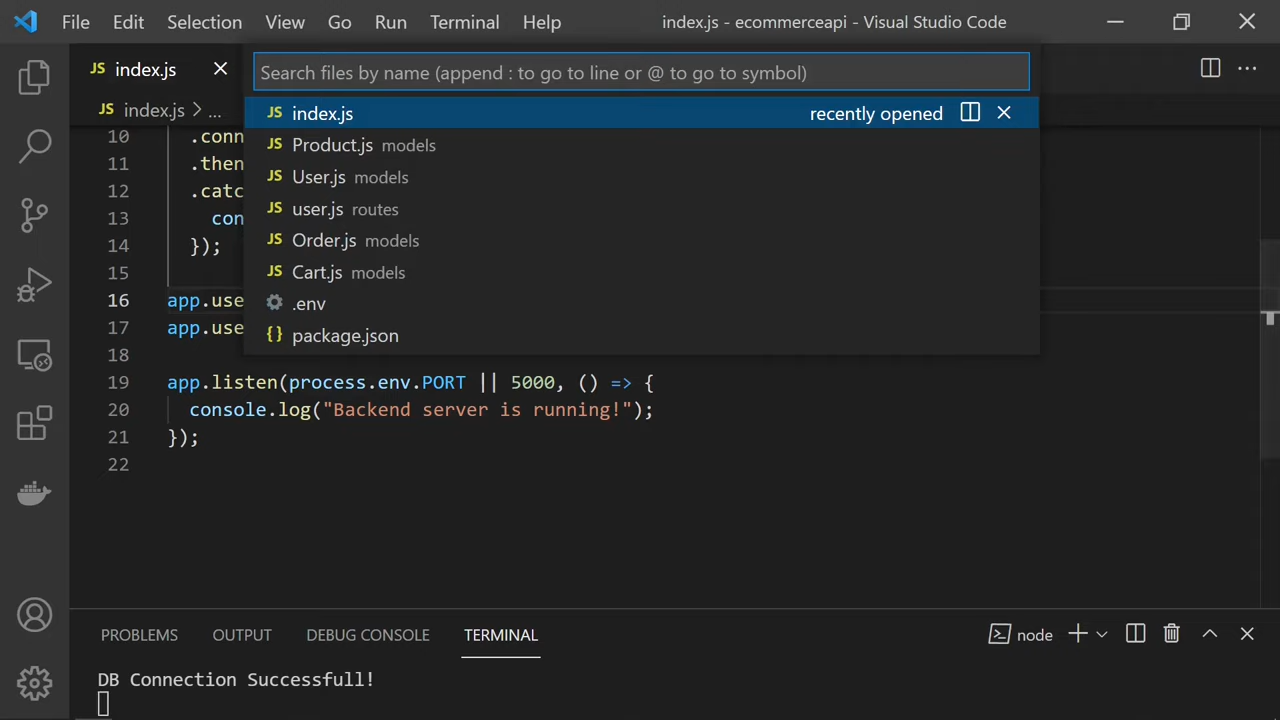 File Edit Selection View Go Run Terminal Help index.js - ecommerceapi - Visual Studio Code
JS index.js
Search files by name (append : to go to line or @ to go to symbol)
JS index.js > ...
JS index.js recently opened
JS Product.js models
JS User.js models
JS user.js routes
JS Order.js models
JS Cart.js models
.env
{} package.json
10 .conn
11 .then
12 .catc
13 con
14 });
15
16 app.use
17 app.use
18
19 app.listen(process.env.PORT || 5000, () => {
20 console.log("Backend server is running!");
21 });
22
PROBLEMS OUTPUT DEBUG CONSOLE TERMINAL node
DB Connection Successfull!